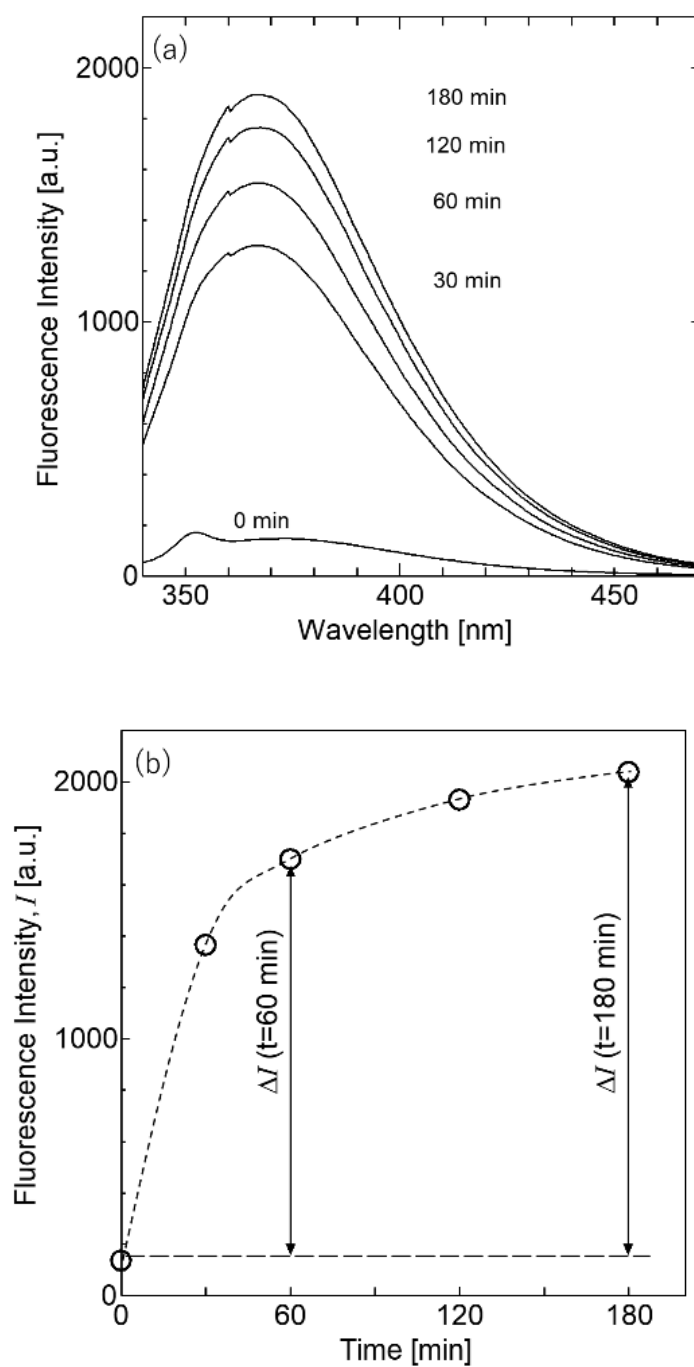 (a)
2000
1000
0
Fluorescence Intensity [a.u.]
180 min
120 min
60 min
30 min
0 min
350
400
450
Wavelength [nm]
(b)
2000
1000
0
Fluorescence Intensity, I [a.u.]
ΔI (t=60 min)
ΔI (t=180 min)
0
60
120
180
Time [min]